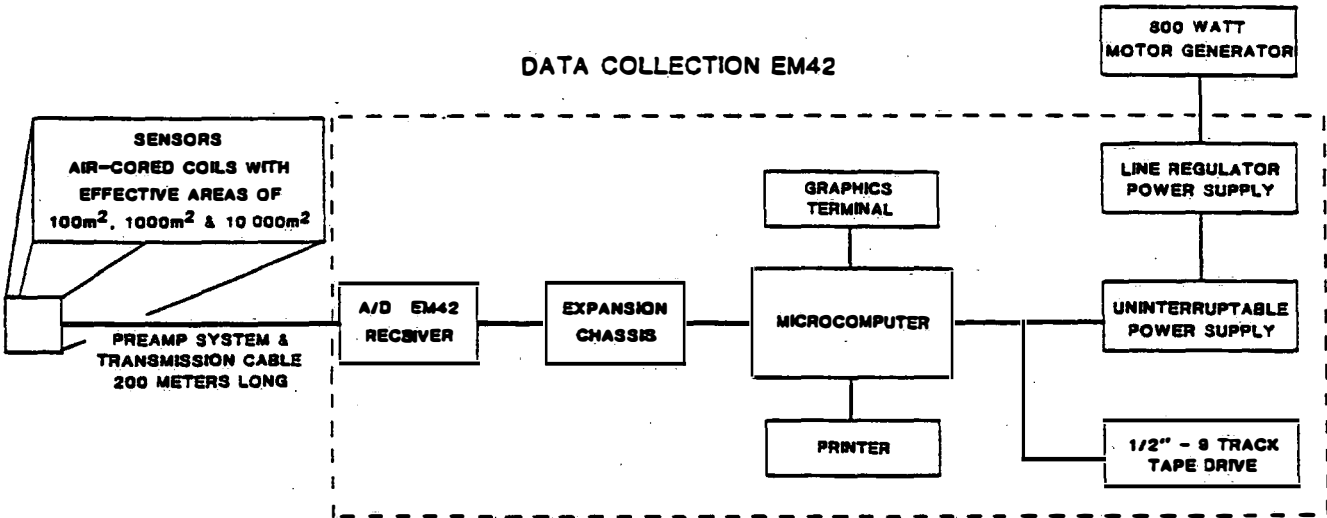 800 WATT
MOTOR GENERATOR
DATA COLLECTION EM42
SENSORS
AIR-CORED COILS WITH
EFFECTIVE AREAS OF
100m², 1000m² & 10 000m²
LINE REGULATOR
POWER SUPPLY
GRAPHICS
TERMINAL
A/D EM42
RECSIVER
EXPANSION
CHASSIS
MICROCOMPUTER
UNINTERRUPTABLE
POWER SUPPLY
PREAMP SYSTEM &
TRANSMISSION CABLE
200 METERS LONG
PRINTER
1/2" - 9 TRACK
TAPE DRIVE